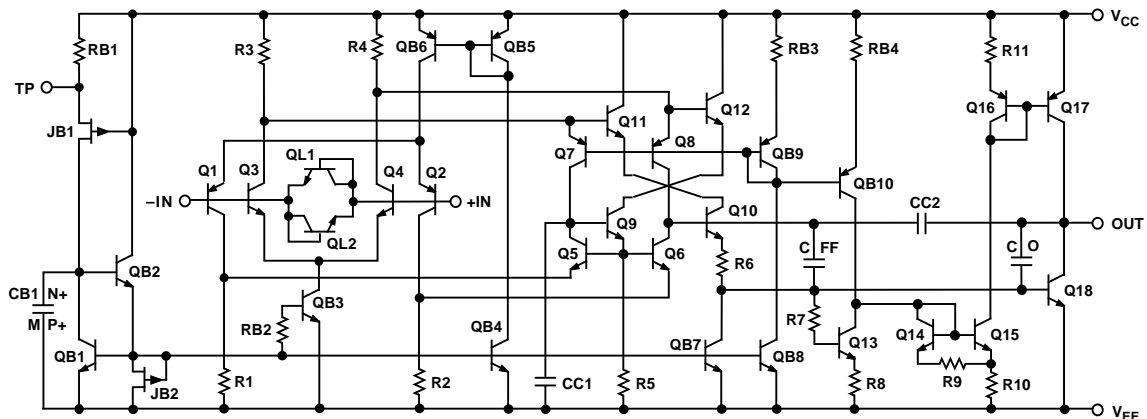 V_CC
RB1
R3
R4
QB6
QB5
RB3
RB4
R11
TP
Q12
Q16
Q17
JB1
Q11
QL1
Q7
Q8
QB9
Q1
Q3
Q4
Q2
QB10
CC2
–IN
+IN
Q9
Q10
OUT
QL2
Q5
Q6
R6
C FF
C O
QB2
Q18
CB1 N+
M P+
QB3
R7
RB2
Q13
Q14
Q15
QB1
QB4
QB7
QB8
JB2
R1
R2
CC1
R5
R8
R9
R10
V_EE